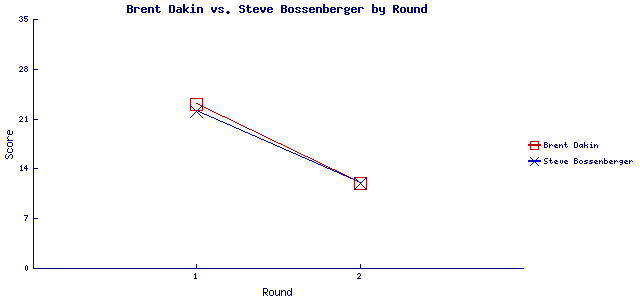 Brent Dakin vs. Steve Bossenberger by Round
35
28
21
14
7
0
Score
1
2
Round
Brent Dakin
Steve Bossenberger